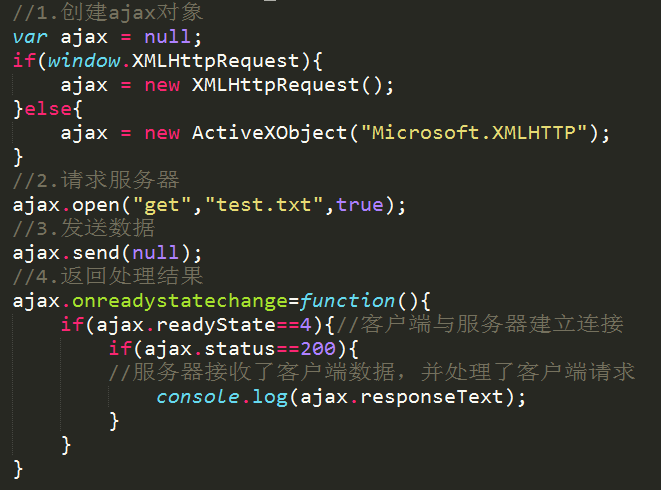 //1.创建ajax对象
var ajax = null;
if(window.XMLHttpRequest){
    ajax = new XMLHttpRequest();
}else{
    ajax = new ActiveXObject("Microsoft.XMLHTTP");
}
//2.请求服务器
ajax.open("get","test.txt",true);
//3.发送数据
ajax.send(null);
//4.返回处理结果
ajax.onreadystatechange=function(){
    if(ajax.readyState==4){//客户端与服务器建立连接
        if(ajax.status==200){
        //服务器接收了客户端数据，并处理了客户端请求
            console.log(ajax.responseText);
        }
    }
}